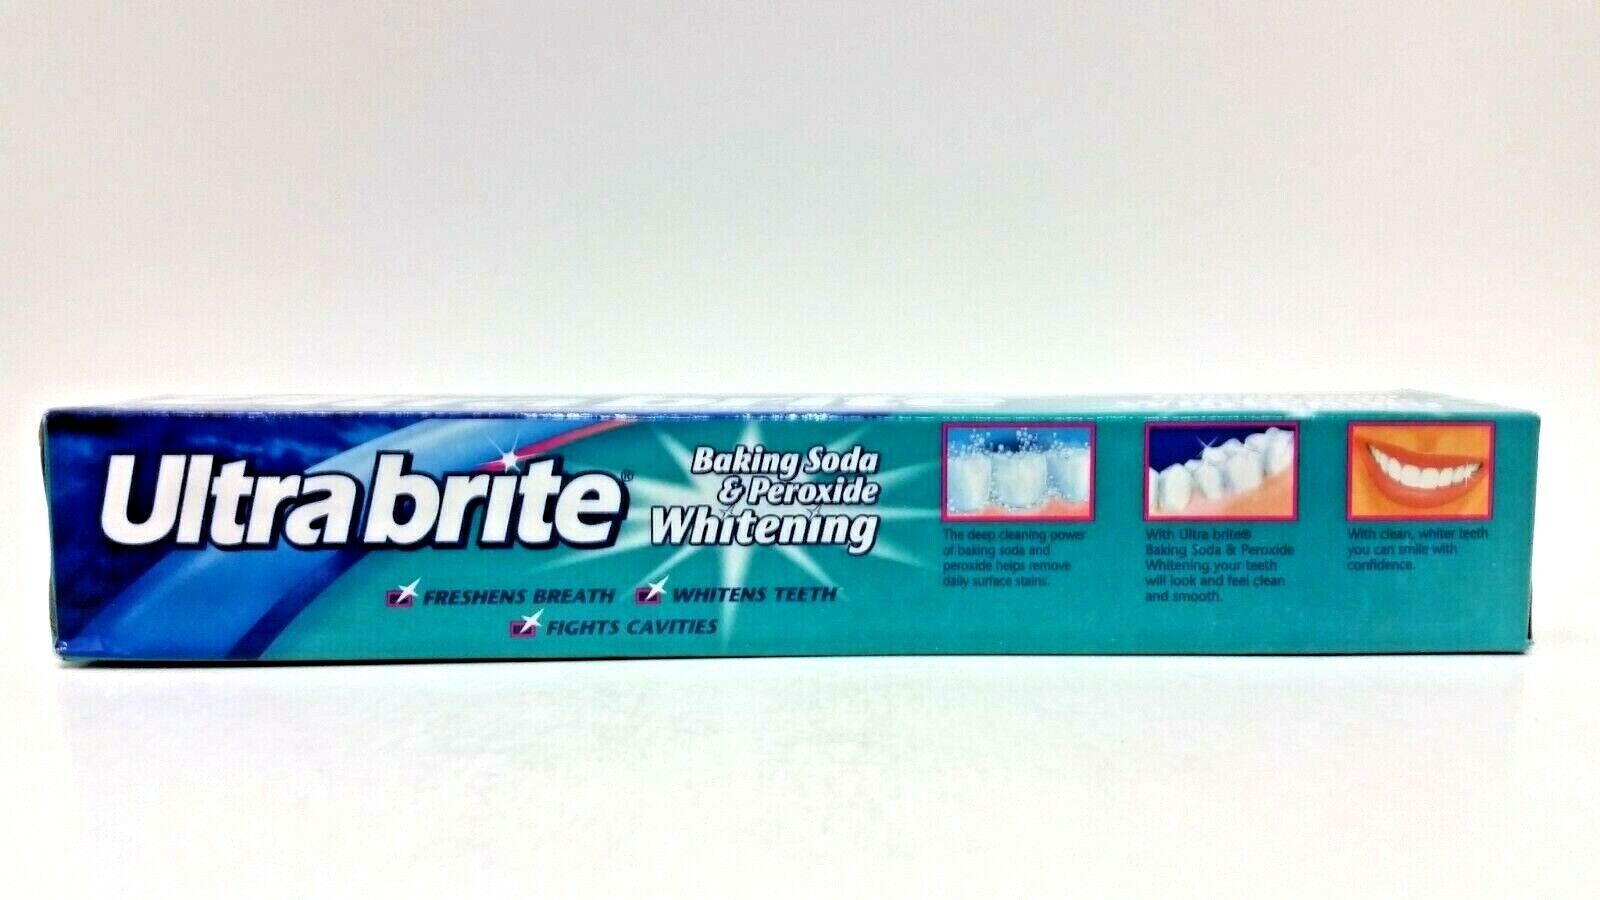 Ultra brite®
Baking Soda
& Peroxide
Whitening
FRESHENS BREATH WHITENS TEETH
FIGHTS CAVITIES
The deep cleaning power
of baking soda and
peroxide helps remove
daily surface stains.
With Ultra brite®
Baking Soda & Peroxide
Whitening your teeth
will look and feel clean
and smooth.
With clean, whiter teeth
you can smile with
confidence.